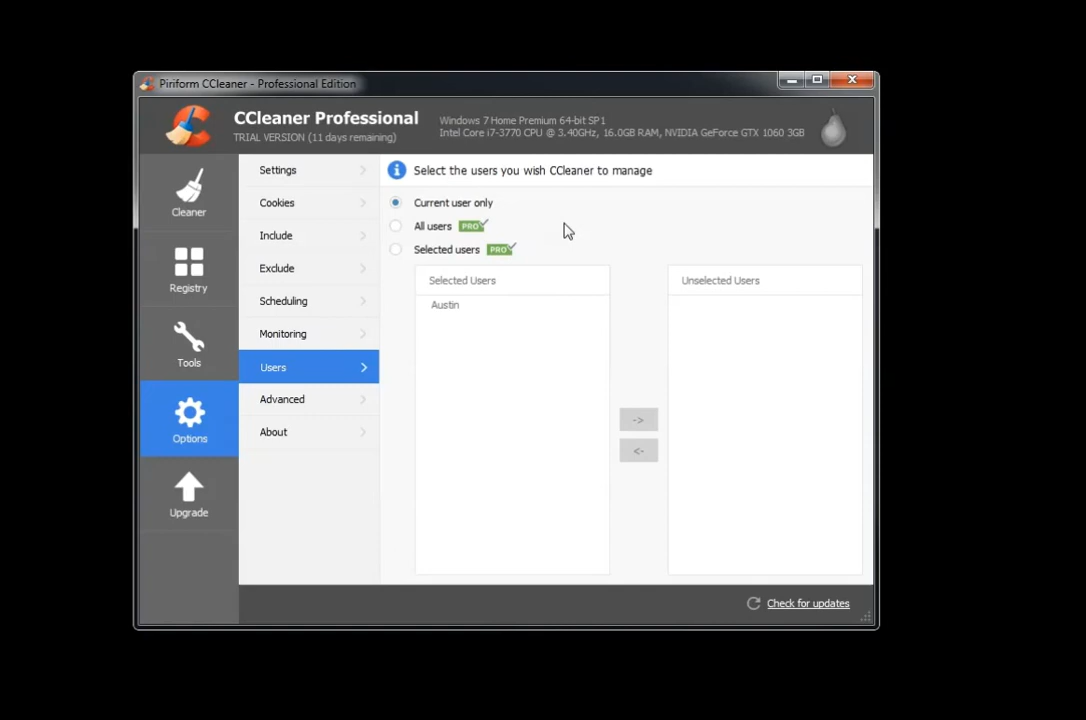 Piriform CCleaner - Professional Edition
CCleaner Professional
TRIAL VERSION (11 days remaining)
Windows 7 Home Premium 64-bit SP1
Intel Core i7-3770 CPU @ 3.40GHz, 16.0GB RAM, NVIDIA GeForce GTX 1060 3GB
Cleaner
Registry
Tools
Options
Upgrade
Settings
Cookies
Include
Exclude
Scheduling
Monitoring
Users
Advanced
About
Select the users you wish CCleaner to manage
Current user only
All users PRO
Selected users PRO
Selected Users
Austin
->
<-
Unselected Users
Check for updates